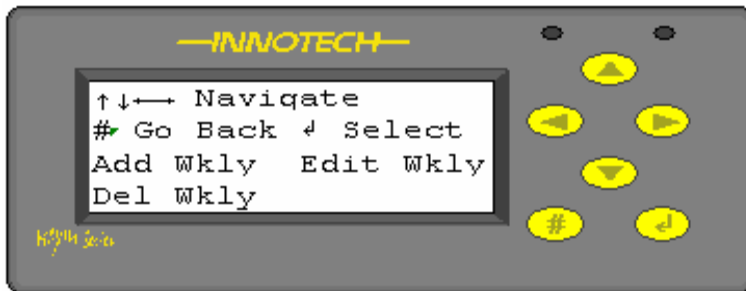 INNOTECH
↑↓←→ Navigate
# Go Back ↲ Select
Add Wkly Edit Wkly
Del Wkly
#